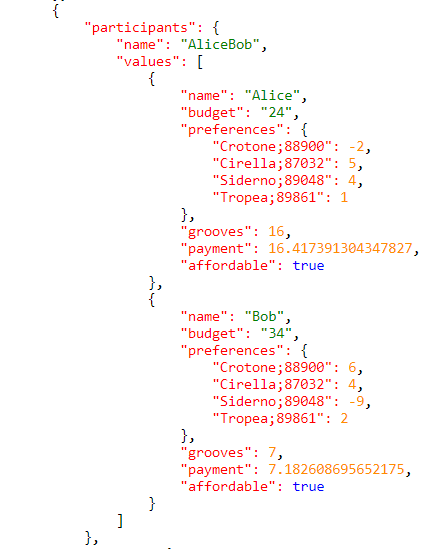 {
"participants": {
"name": "AliceBob",
"values": [
{
"name": "Alice",
"budget": "24",
"preferences": {
"Crotone;88900": -2,
"Cirella;87032": 5,
"Siderno;89048": 4,
"Tropea;89861": 1
},
"grooves": 16,
"payment": 16.417391304347827,
"affordable": true
},
{
"name": "Bob",
"budget": "34",
"preferences": {
"Crotone;88900": 6,
"Cirella;87032": 4,
"Siderno;89048": -9,
"Tropea;89861": 2
},
"grooves": 7,
"payment": 7.182608695652175,
"affordable": true
}
]
},